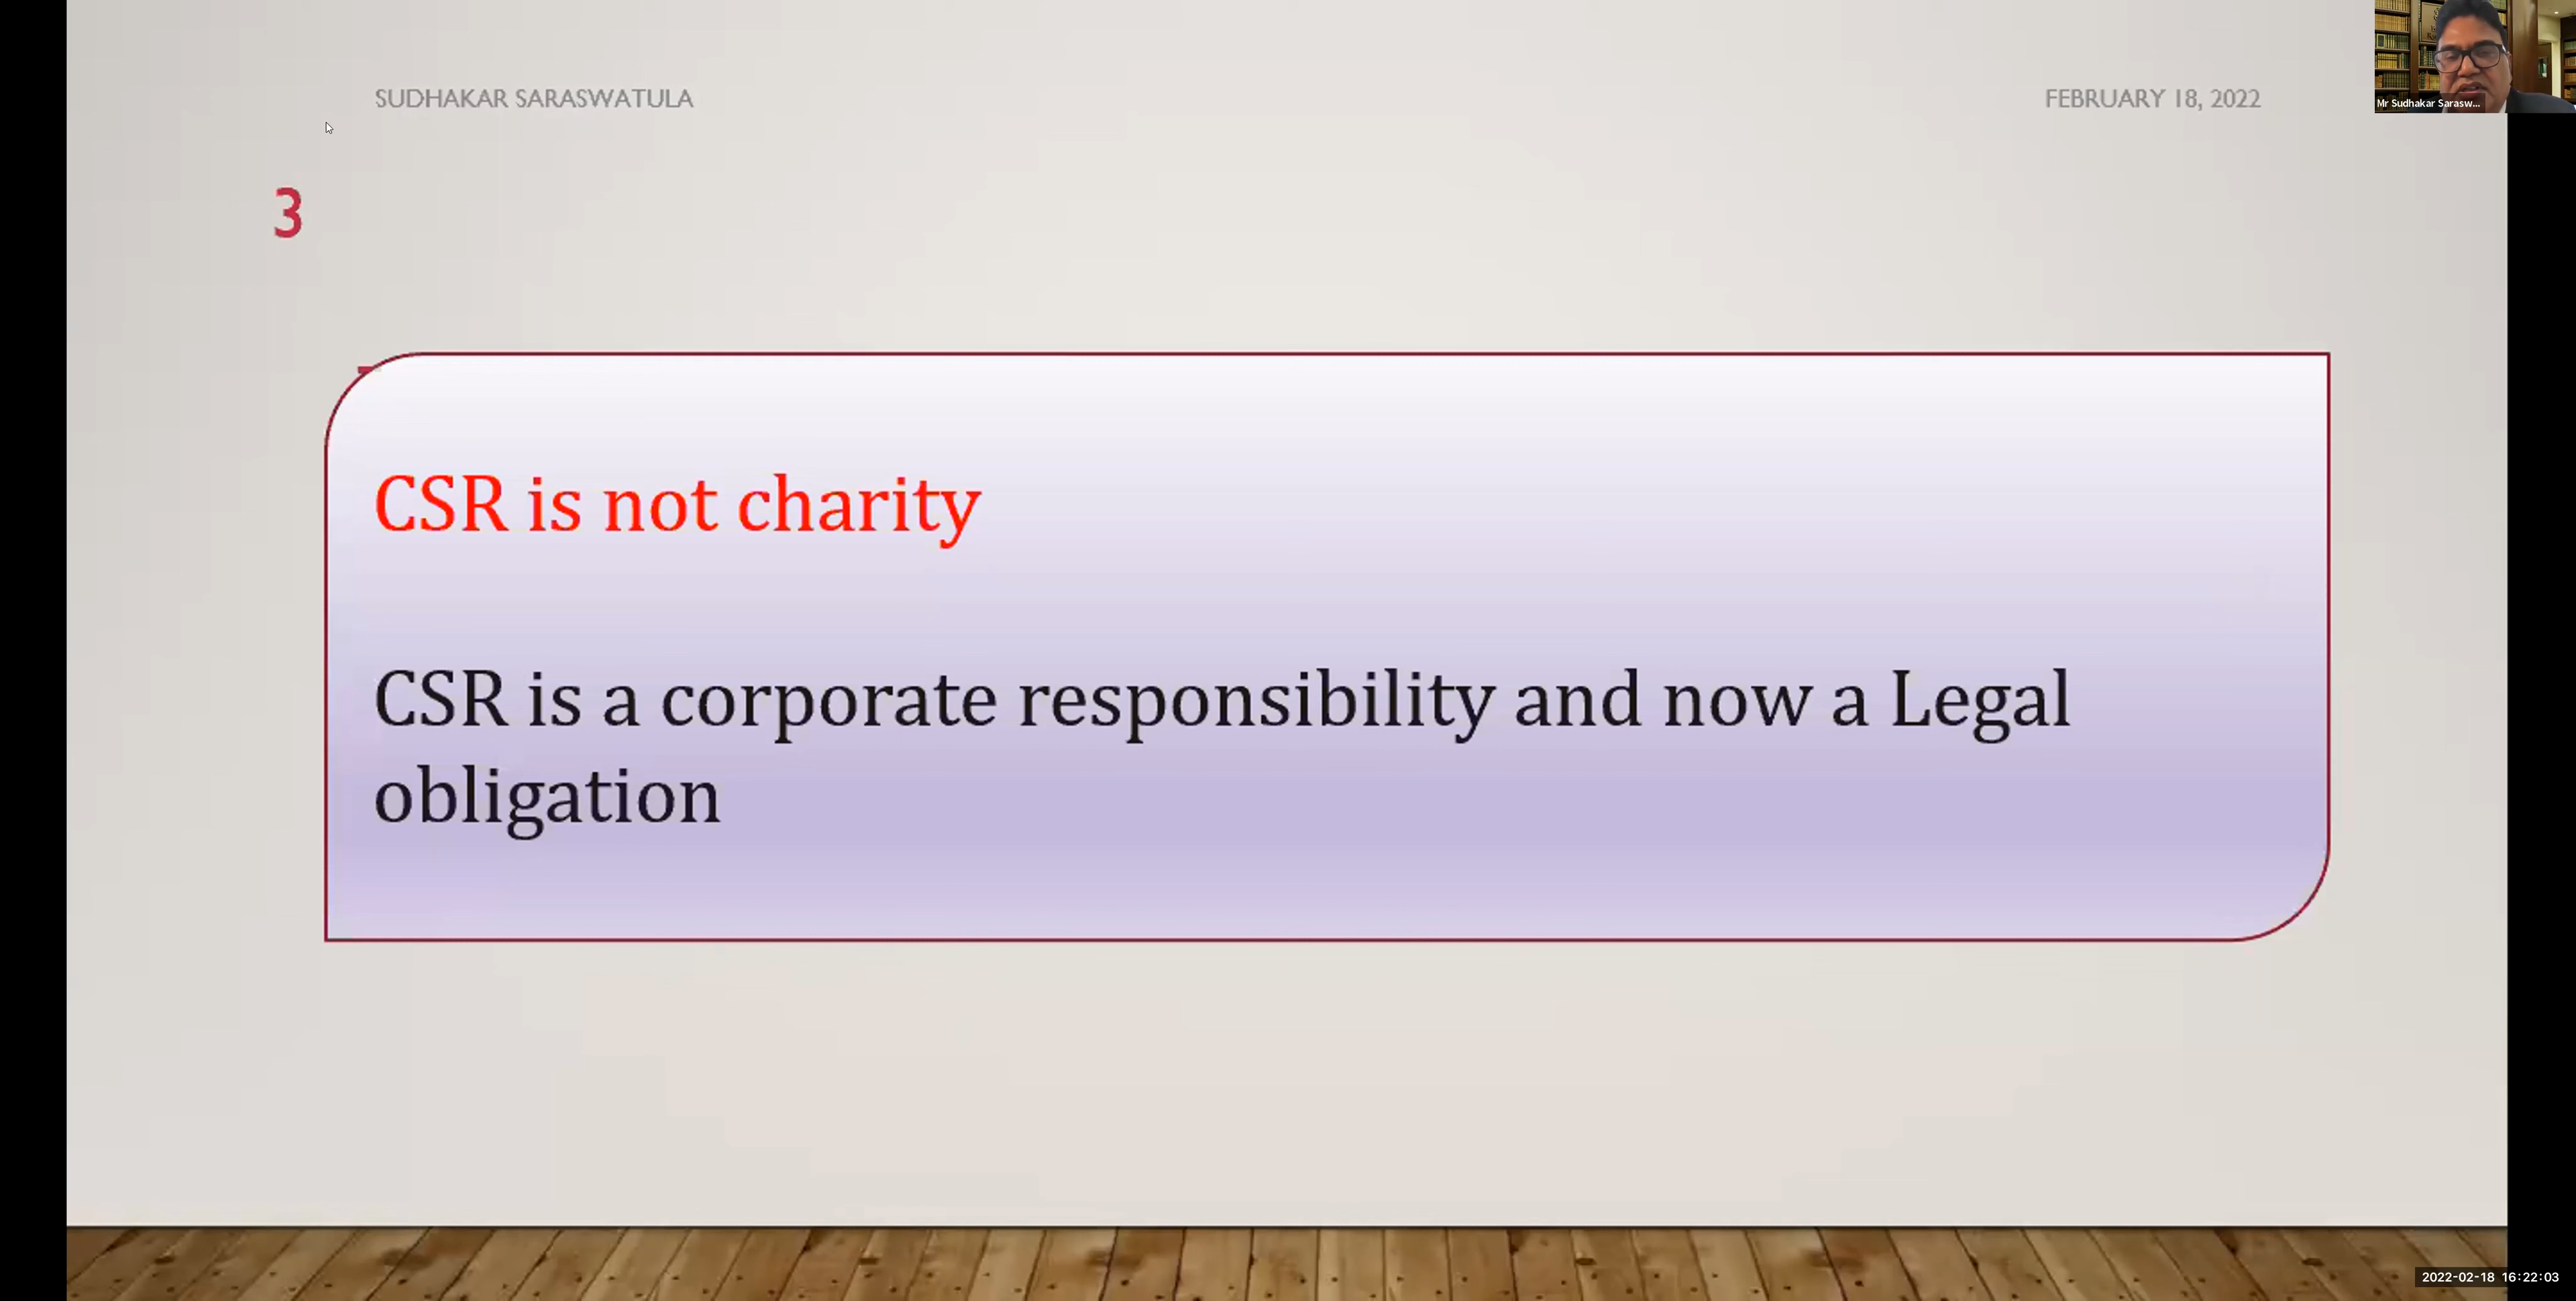 SUDHAKAR SARASWATULA
FEBRUARY 18, 2022
Mr Sudhakar Sarasw...
3
CSR is not charity
CSR is a corporate responsibility and now a Legal
obligation
2022-02-18 16:22:03